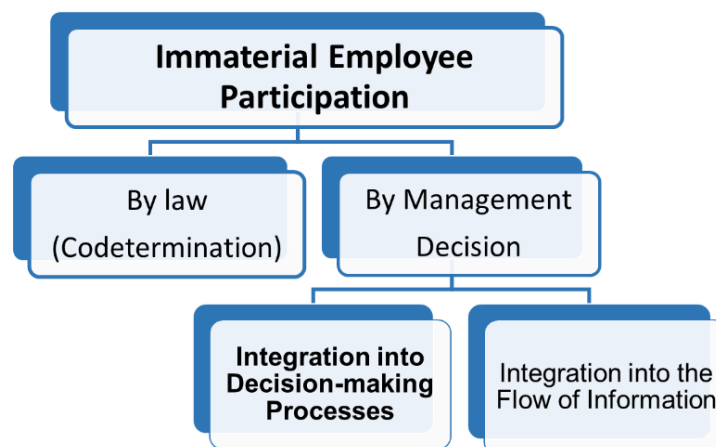 Immaterial Employee
Participation
By law
(Codetermination)
By Management
Decision
Integration into
Decision-making
Processes
Integration into the
Flow of Information